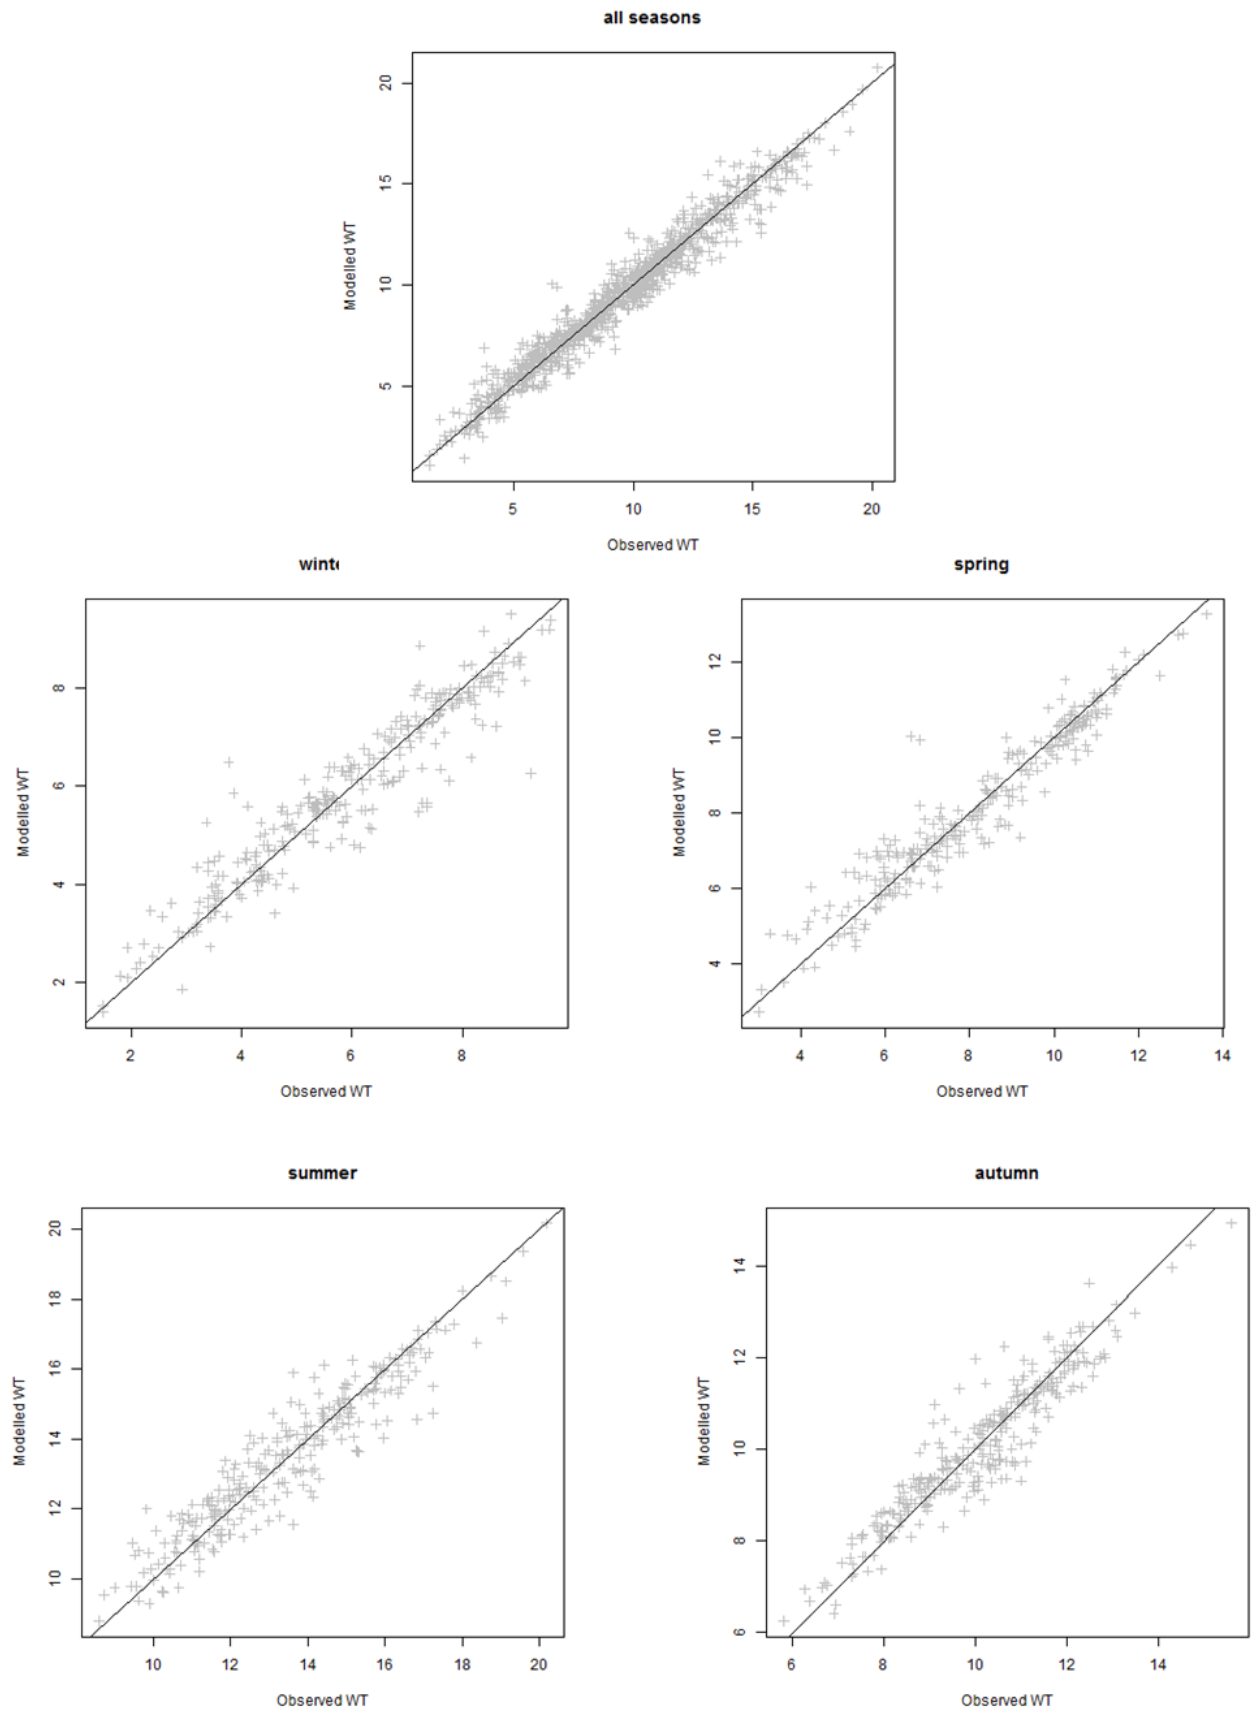 all seasons
20
15
10
5
Modelled WT
5 10 15 20
Observed WT
winte
8
6
4
2
Modelled WT
2 4 6 8
Observed WT
spring
12
10
8
6
4
Modelled WT
4 6 8 10 12 14
Observed WT
summer
20
18
16
14
12
10
Modelled WT
10 12 14 16 18 20
Observed WT
autumn
14
12
10
8
6
Modelled WT
6 8 10 12 14
Observed WT